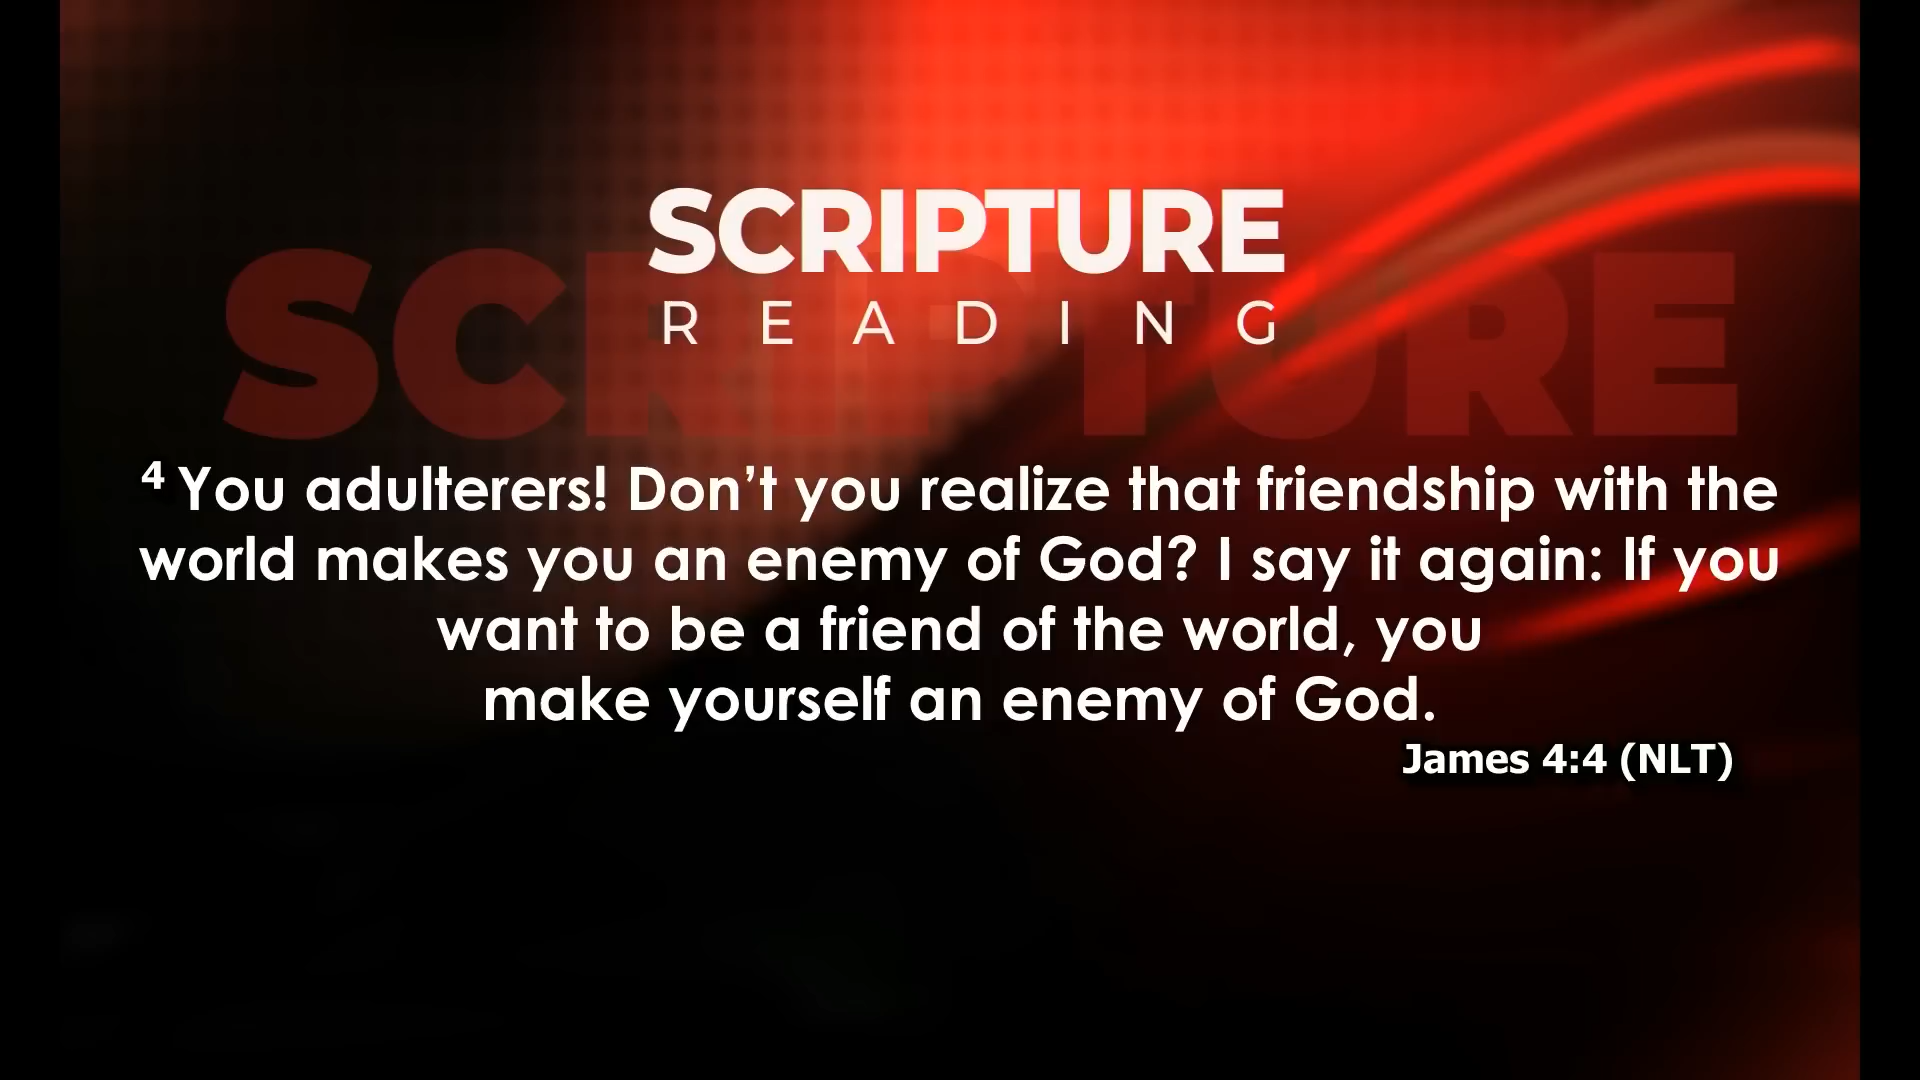 SCRIPTURE
READING
SCRIPTURE
4 You adulterers! Don’t you realize that friendship with the
world makes you an enemy of God? I say it again: If you
want to be a friend of the world, you
make yourself an enemy of God.
James 4:4 (NLT)